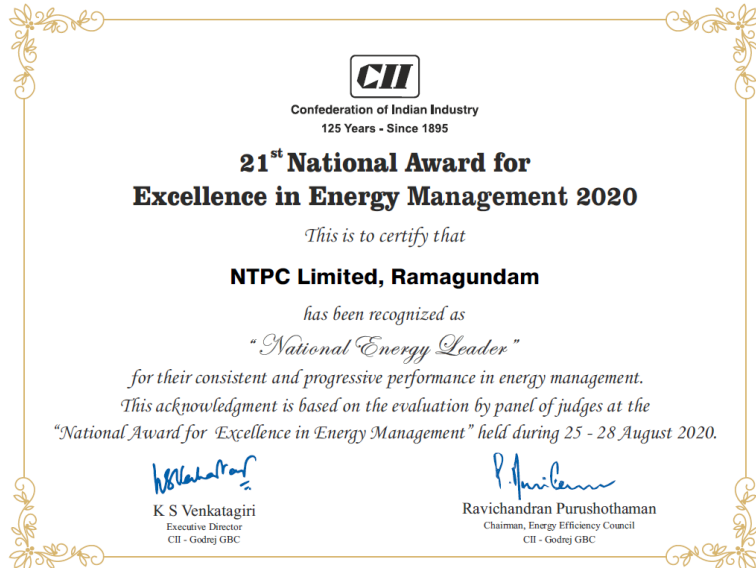 CII
Confederation of Indian Industry
125 Years - Since 1895
21st National Award for
Excellence in Energy Management 2020
This is to certify that
NTPC Limited, Ramagundam
has been recognized as
“ National Energy Leader ”
for their consistent and progressive performance in energy management.
This acknowledgment is based on the evaluation by panel of judges at the
“National Award for Excellence in Energy Management” held during 25 - 28 August 2020.
K S Venkatagiri
Executive Director
CII - Godrej GBC
Ravichandran Purushothaman
Chairman, Energy Efficiency Council
CII - Godrej GBC